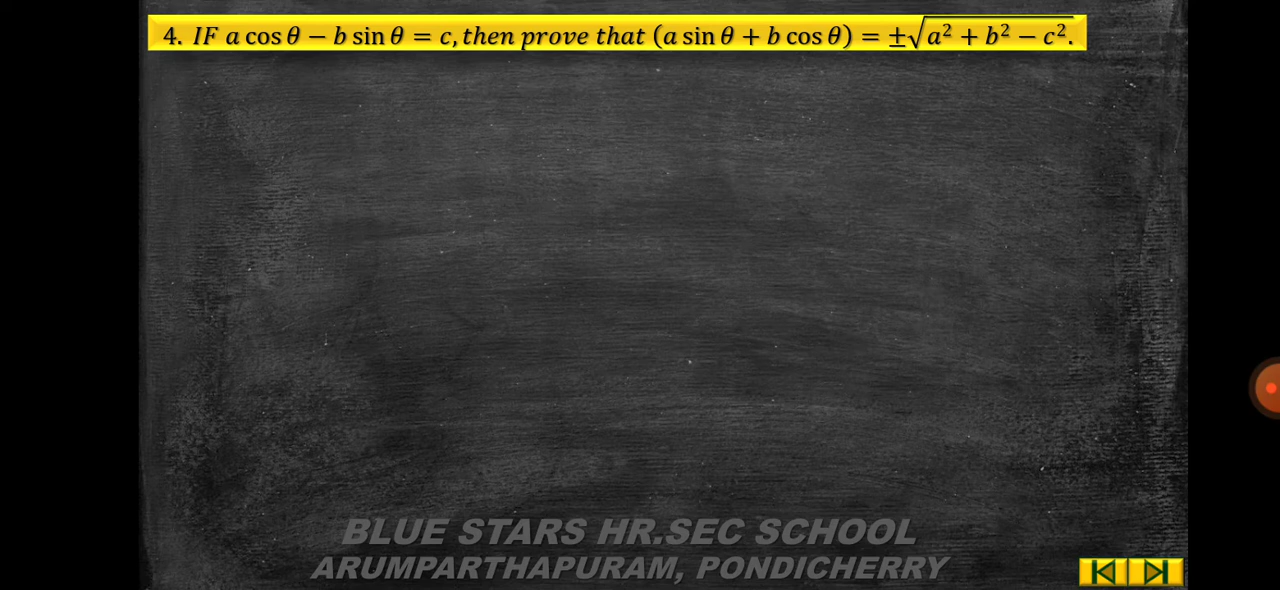 4. IF a cos θ − b sin θ = c, then prove that (a sin θ + b cos θ) = ±√a² + b² − c².
BLUE STARS HR.SEC SCHOOL
ARUMPARTHAPURAM, PONDICHERRY